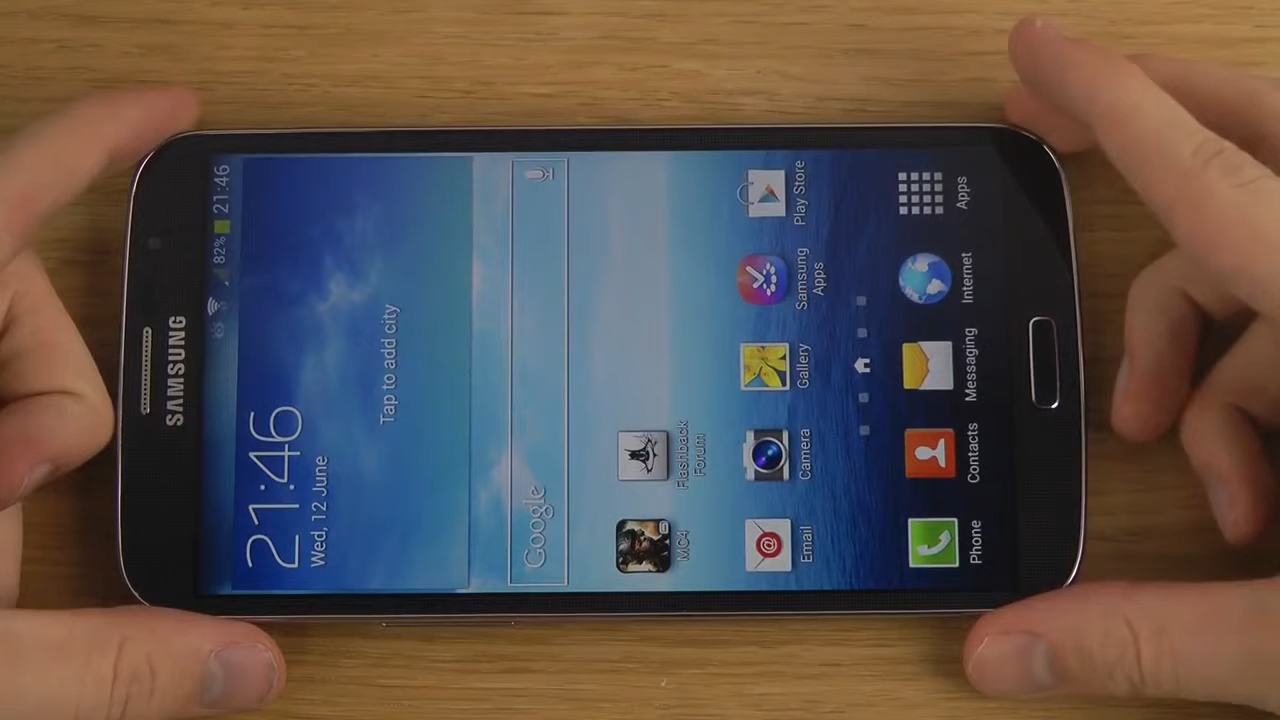 SAMSUNG
82% 21:46
21:46
Wed, 12 June
Tap to add city
Google
MC4
Flashback
Forum
Email
Camera
Gallery
Samsung
Apps
Play Store
Phone
Contacts
Messaging
Internet
Apps